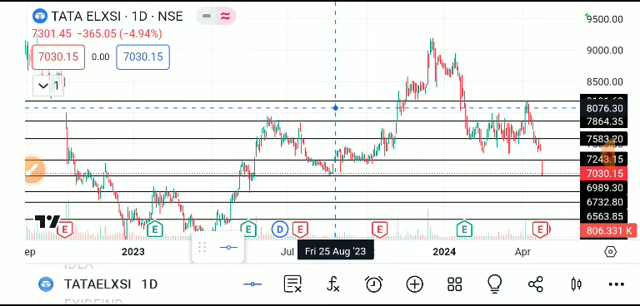 TATA ELXSI · 1D · NSE
7301.45 −365.05 (−4.94%)
7030.15 0.00 7030.15
1
9500.00
9000.00
8500.00
8076.30
7864.35
7583.20
7243.15
7030.15
6989.30
6732.80
6563.85
806.331 K
E E E D E E E E
ep 2023 Jul Fri 25 Aug '23 2024 Apr
TATAELXSI 1D
EXIDEIND